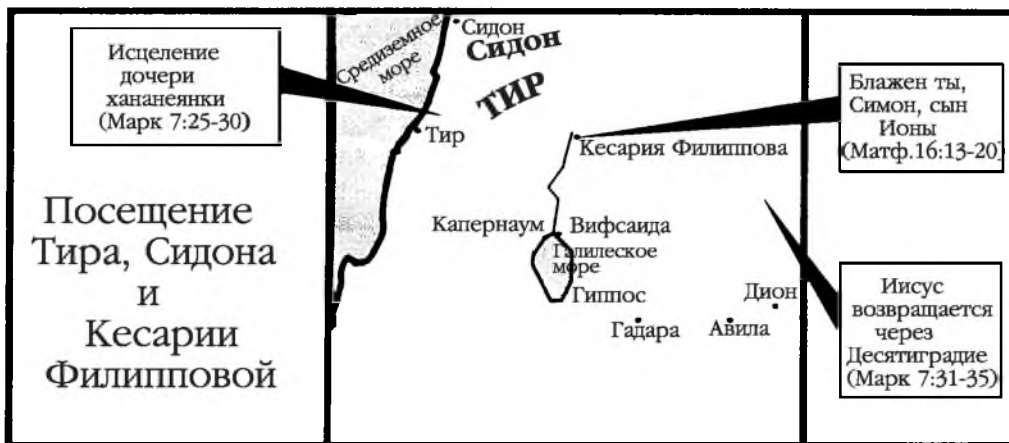 Исцеление
дочери
хананеянки
(Марк 7:25-30)
Посещение
Тира, Сидона
и
Кесарии
Филипповой
Средиземное
море
Сидон
Сидон
ТИР
Тир
Кесария Филиппова
Капернаум
Вифсаида
Галилеское
море
Гиппос
Гадара
Авила
Дион
Блажен ты,
Симон, сын
Ионы
(Матф.16:13-20)
Иисус
возвращается
через
Десятиградие
(Марк 7:31-35)